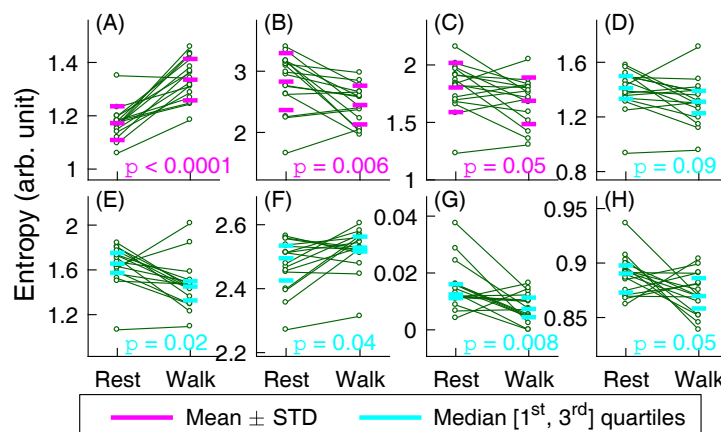 (A) (B) (C) (D)
Entropy (arb. unit)
1.4
1.2
1
p < 0.0001
3
2
p = 0.006
2
1.5
1
p = 0.05
1.8
1.4
1
p = 0.09
(E) (F) (G) (H)
2
1.6
1.2
p = 0.02
2.6
2.4
2.2
p = 0.04
0.04
0.02
0
p = 0.008
0.95
0.9
0.85
p = 0.05
Rest Walk Rest Walk Rest Walk Rest Walk
Mean ± STD Median [1st, 3rd] quartiles